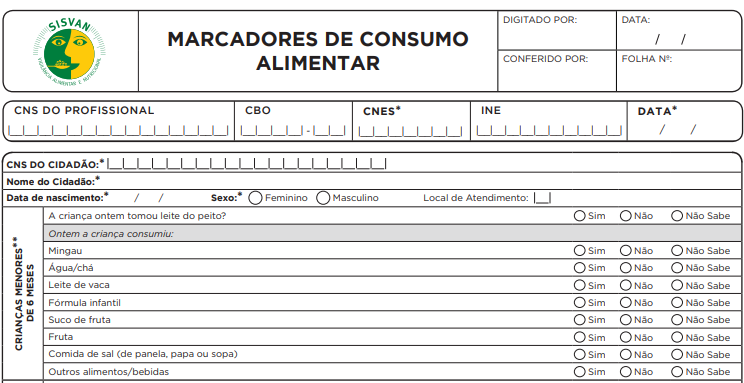 SISVAN
VIGILÂNCIA ALIMENTAR E NUTRICIONAL
MARCADORES DE CONSUMO
ALIMENTAR
DIGITADO POR:
DATA:
/ /
CONFERIDO POR:
FOLHA Nº:
CNS DO PROFISSIONAL
CBO
-
CNES*
INE
DATA*
/ /
CNS DO CIDADÃO:*
Nome do Cidadão:*
Data de nascimento:* / / Sexo:* Feminino Masculino Local de Atendimento:
CRIANÇAS MENORES**
DE 6 MESES
A criança ontem tomou leite do peito? Sim Não Não Sabe
Ontem a criança consumiu:
Mingau Sim Não Não Sabe
Água/chá Sim Não Não Sabe
Leite de vaca Sim Não Não Sabe
Fórmula infantil Sim Não Não Sabe
Suco de fruta Sim Não Não Sabe
Fruta Sim Não Não Sabe
Comida de sal (de panela, papa ou sopa) Sim Não Não Sabe
Outros alimentos/bebidas Sim Não Não Sabe